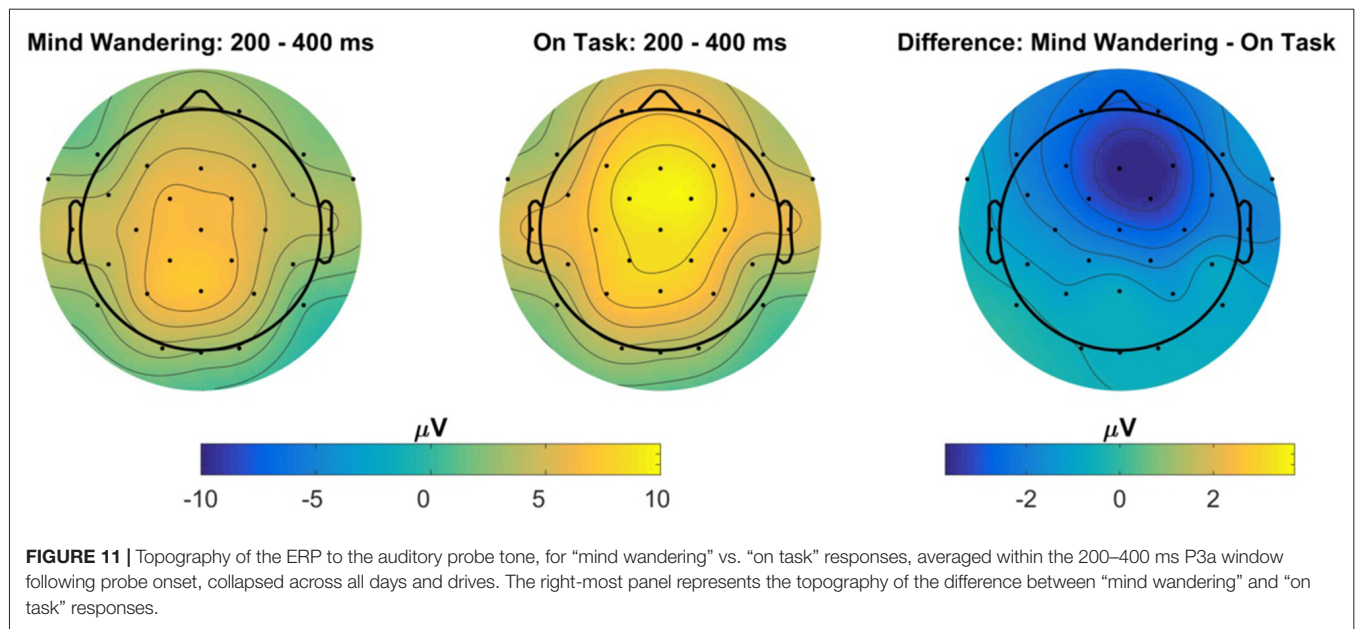 Mind Wandering: 200 - 400 ms
On Task: 200 - 400 ms
Difference: Mind Wandering - On Task
μV
-10 -5 0 5 10
μV
-2 0 2
FIGURE 11 | Topography of the ERP to the auditory probe tone, for “mind wandering” vs. “on task” responses, averaged within the 200–400 ms P3a window
following probe onset, collapsed across all days and drives. The right-most panel represents the topography of the difference between “mind wandering” and “on
task” responses.